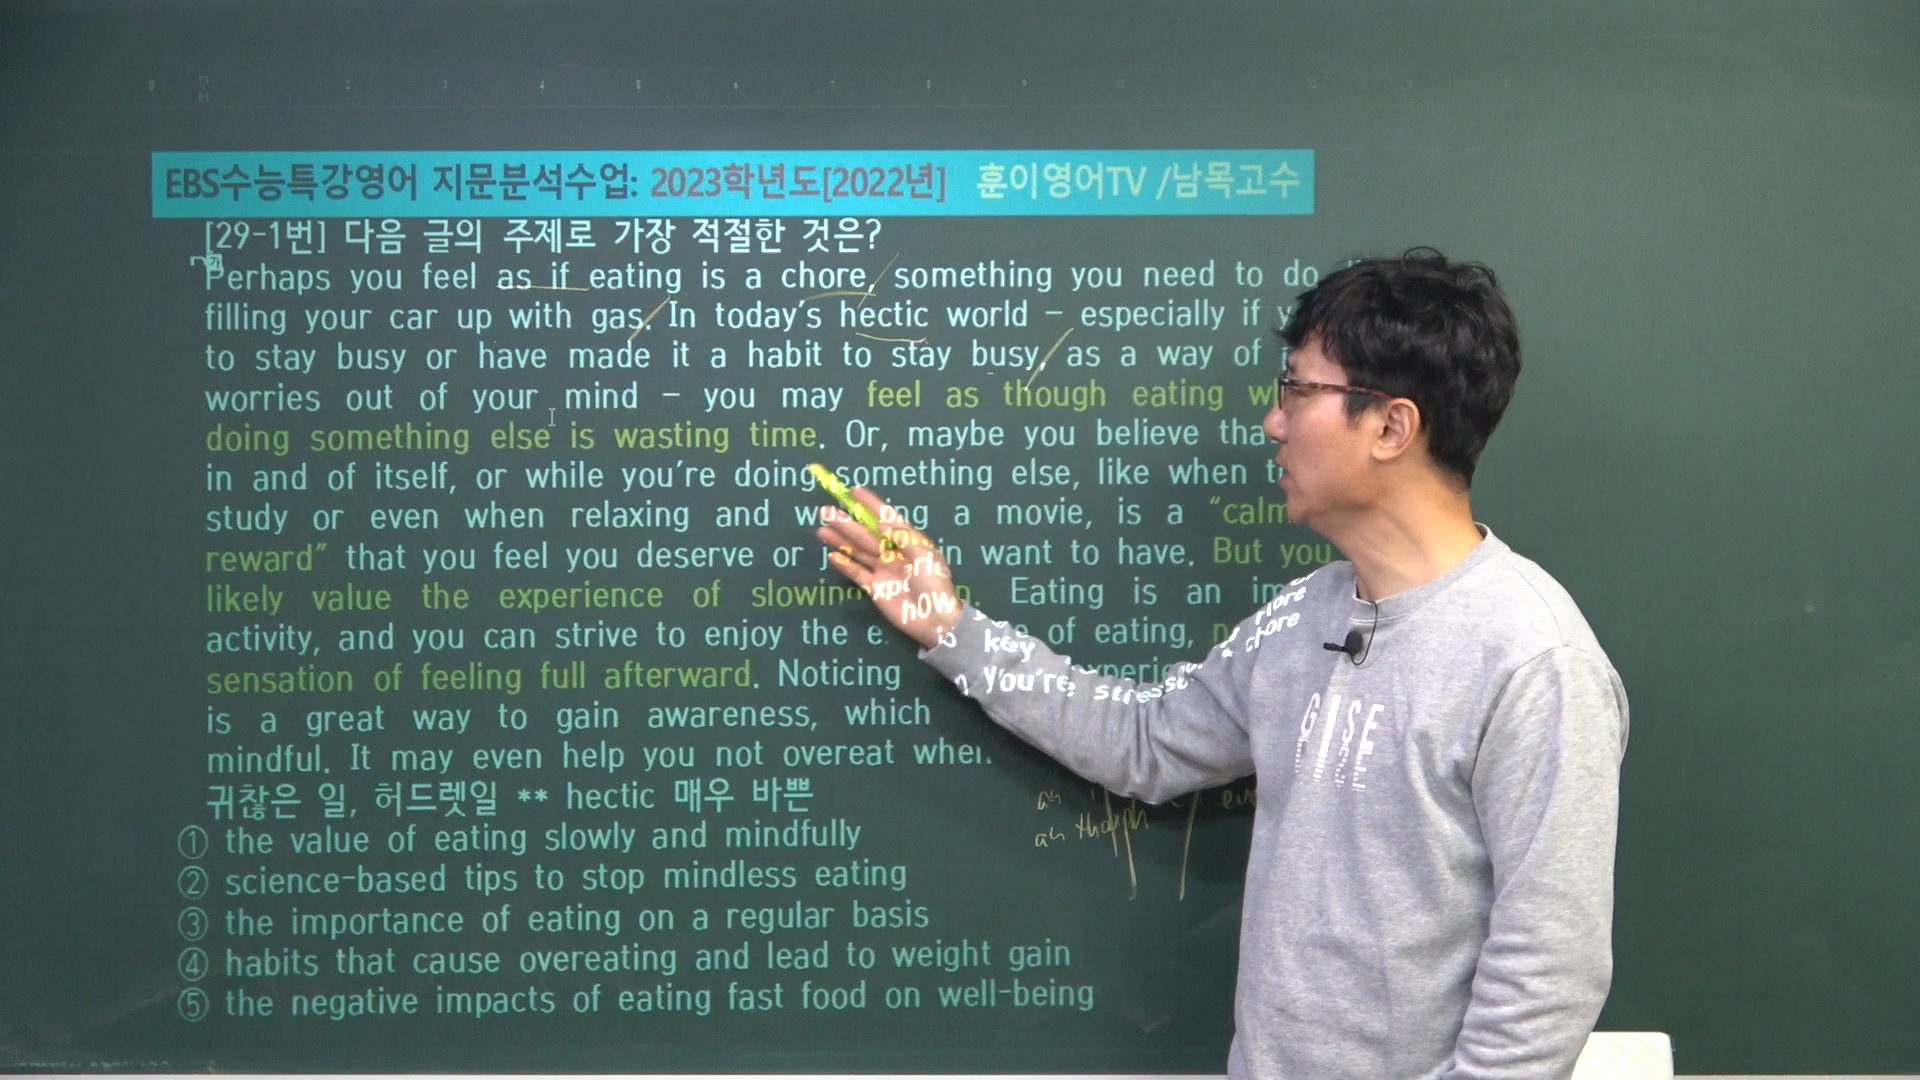 EBS수능특강영어 지문분석수업: 2023학년도[2022년] 훈이영어TV /남목고수
[29-1번] 다음 글의 주제로 가장 적절한 것은?
Perhaps you feel as if eating is a chore, something you need to do
filling your car up with gas. In today's hectic world – especially if
to stay busy or have made it a habit to stay busy, as a way of
worries out of your mind – you may feel as though eating
doing something else is wasting time. Or, maybe you believe
in and of itself, or while you're doing something else, like when
study or even when relaxing and a movie, is a "calm
reward" that you feel you deserve or want to have. But you
likely value the experience of slowing Eating is an
activity, and you can strive to enjoy the of eating,
sensation of feeling full afterward. Noticing
is a great way to gain awareness, which
mindful. It may even help you not overeat
귀찮은 일, 허드렛일 ** hectic 매우 바쁜
① the value of eating slowly and mindfully
② science-based tips to stop mindless eating
③ the importance of eating on a regular basis
④ habits that cause overeating and lead to weight gain
⑤ the negative impacts of eating fast food on well-being
as
as though
how
key
you're
chore
GISE